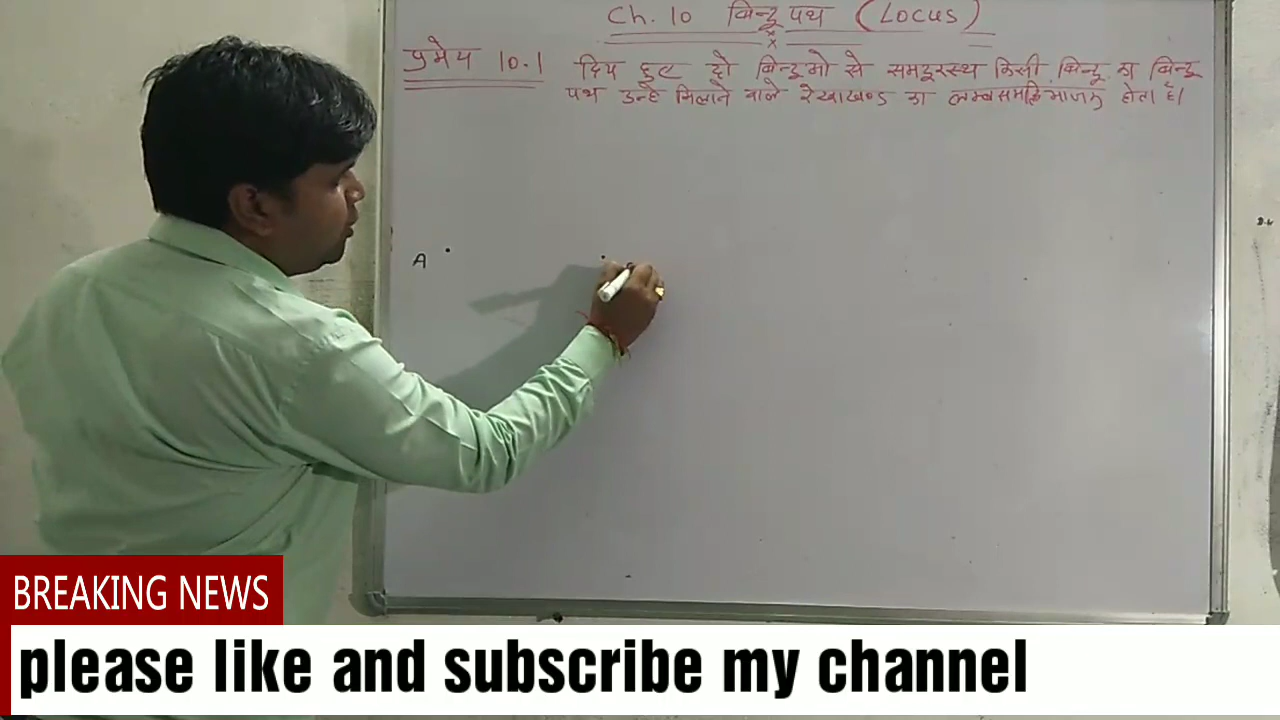 Ch. 10 बिन्दु पथ (Locus)
प्रमेय 10.1 दिए हुए दो बिन्दुओ से समदूरस्थ किसी बिन्दु का बिन्दु
पथ उन्हे मिलाने वाले रेखाखण्ड का लम्बसमद्विभाजक होता है।
A
BREAKING NEWS
please like and subscribe my channel